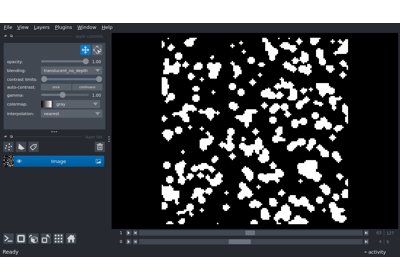 File View Layers Plugins Window Help
opacity: 1.00
blending: translucent_no_depth
contrast limits:
auto-contrast: once continuous
gamma: 1.00
colormap: gray
interpolation: nearest
Image
1
0
Ready
activity